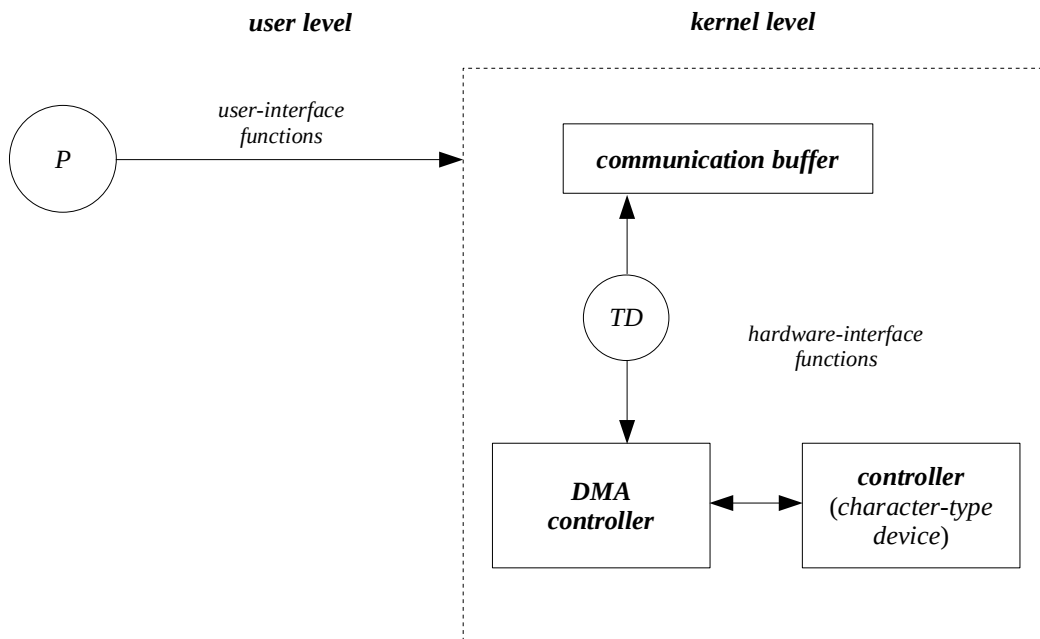 user level
kernel level
user-interface
functions
P
communication buffer
TD
hardware-interface
functions
DMA
controller
controller
(character-type
device)